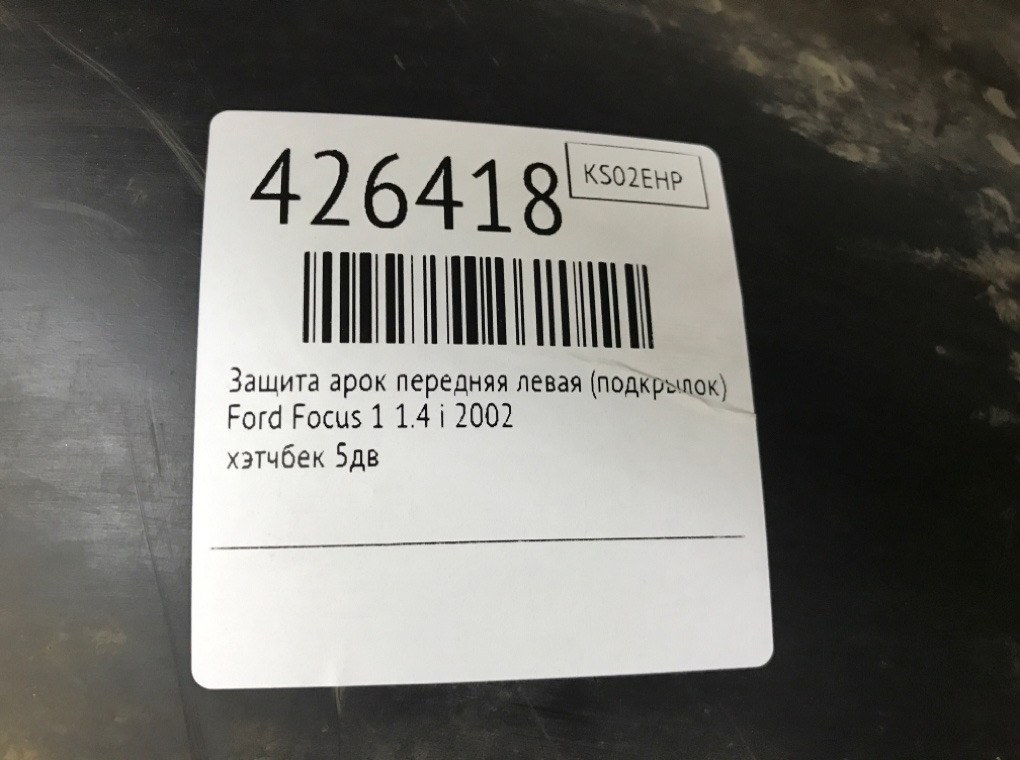 426418
KS02EHP
Защита арок передняя левая (подкрылок)
Ford Focus 1 1.4 i 2002
хэтчбек 5дв